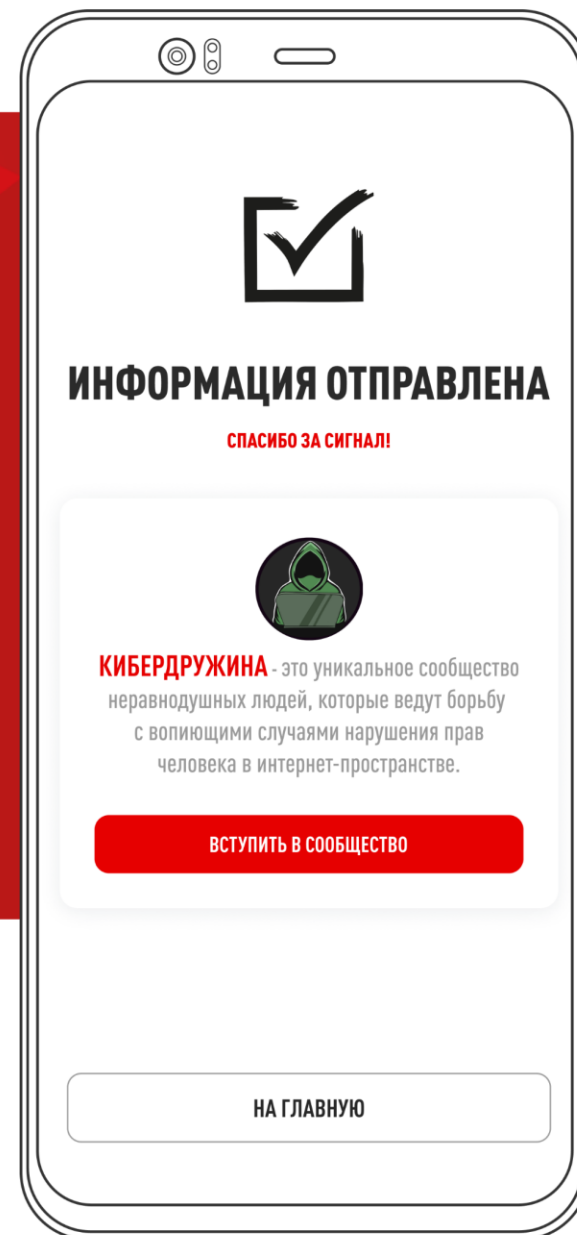 ИНФОРМАЦИЯ ОТПРАВЛЕНА
СПАСИБО ЗА СИГНАЛ!
КИБЕРДРУЖИНА - это уникальное сообщество
неравнодушных людей, которые ведут борьбу
с вопиющими случаями нарушения прав
человека в интернет-пространстве.
ВСТУПИТЬ В СООБЩЕСТВО
НА ГЛАВНУЮ